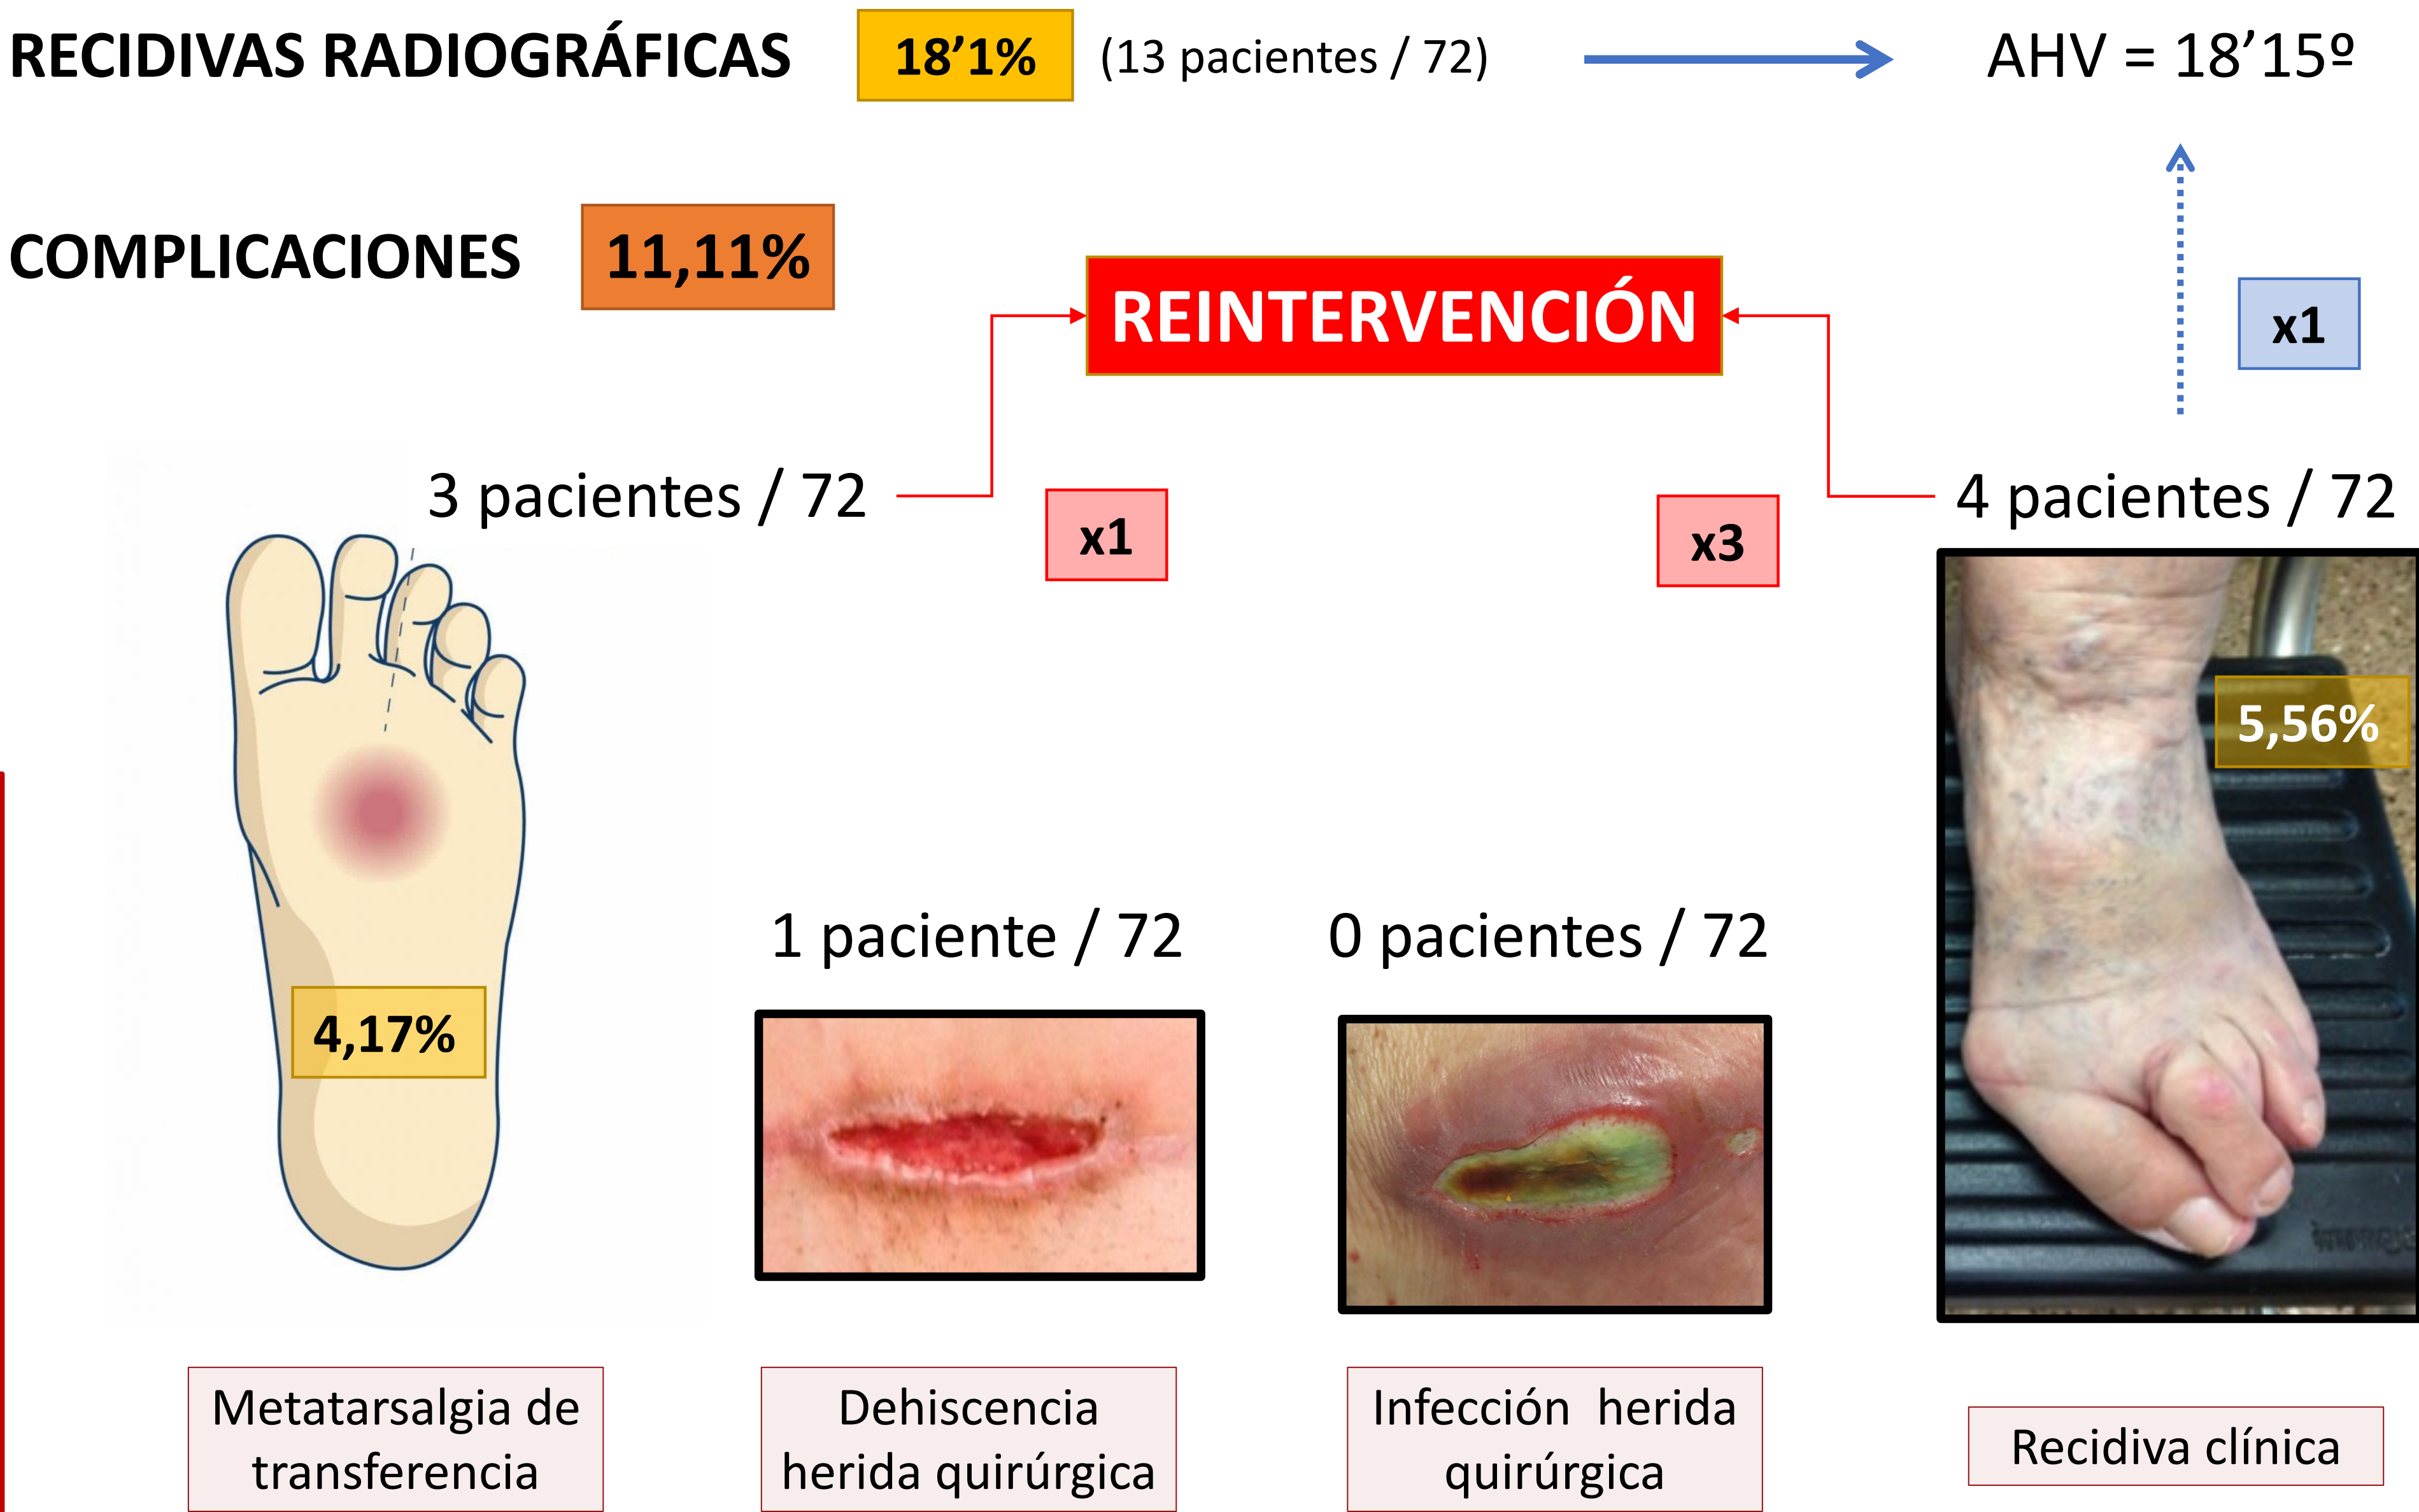 RECIDIVAS RADIOGRÁFICAS 18’1% (13 pacientes / 72) AHV = 18’15º
COMPLICACIONES 11,11%
REINTERVENCIÓN
x1
3 pacientes / 72
x1
x3
4 pacientes / 72
5,56%
1 paciente / 72
0 pacientes / 72
4,17%
Metatarsalgia de
transferencia
Dehiscencia
herida quirúrgica
Infección  herida
quirúrgica
Recidiva clínica